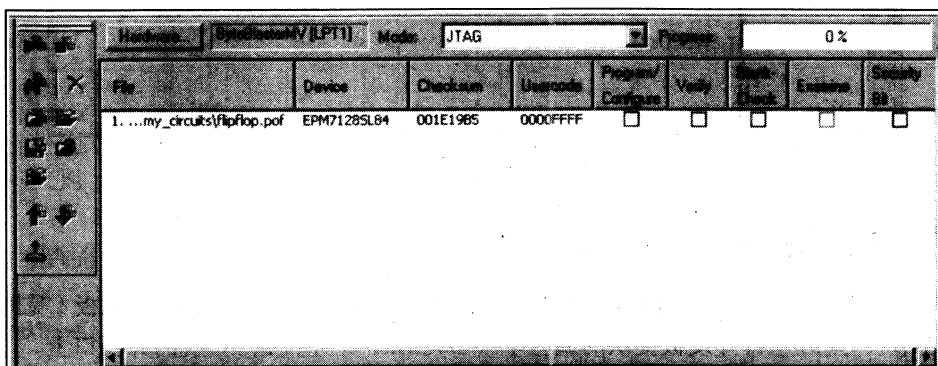 Hardware... ByteBlasterMV [LPT1] Mode: JTAG Progress: 0 %
File Device Checksum Usercode Program/ Configure Verify Blank- Check Examine Security Bit
1. ...my_circuits\flipflop.pof EPM7128SL84 001E19B5 0000FFFF